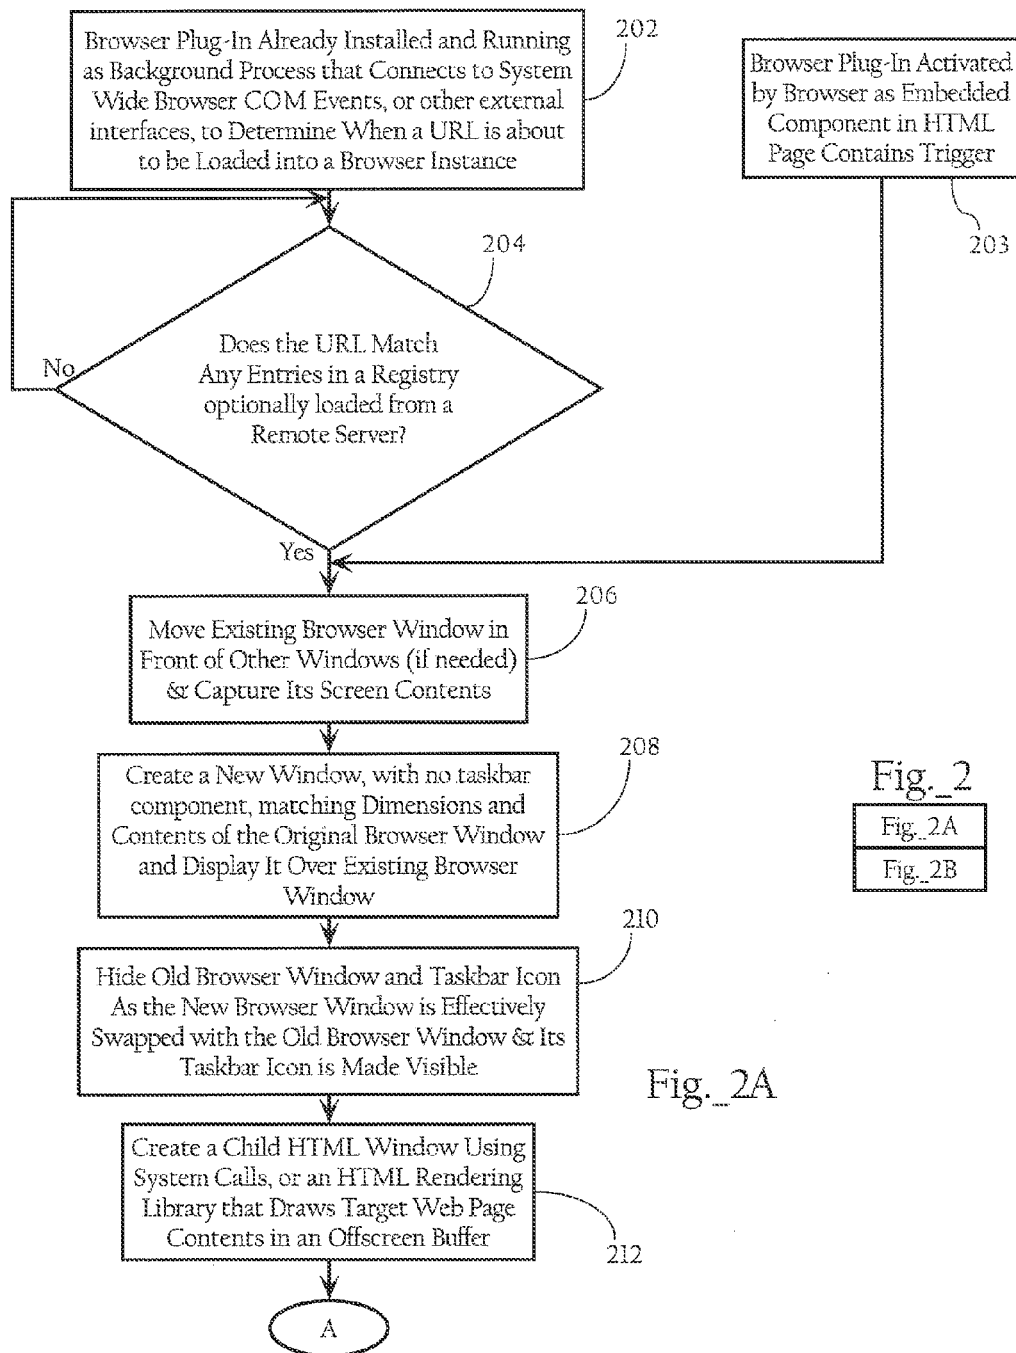 Browser Plug-In Already Installed and Running
as Background Process that Connects to System
Wide Browser COM Events, or other external
interfaces, to Determine When a URL is about
to be Loaded into a Browser Instance
202
Browser Plug-In Activated
by Browser as Embedded
Component in HTML
Page Contains Trigger
203
204
Does the URL Match
Any Entries in a Registry
optionally loaded from a
Remote Server?
No
Yes
206
Move Existing Browser Window in
Front of Other Windows (if needed)
& Capture Its Screen Contents
208
Create a New Window, with no taskbar
component, matching Dimensions and
Contents of the Original Browser Window
and Display It Over Existing Browser
Window
Fig._2
Fig._2A
Fig._2B
210
Hide Old Browser Window and Taskbar Icon
As the New Browser Window is Effectively
Swapped with the Old Browser Window & Its
Taskbar Icon is Made Visible
Fig._2A
Create a Child HTML Window Using
System Calls, or an HTML Rendering
Library that Draws Target Web Page
Contents in an Offscreen Buffer
212
A